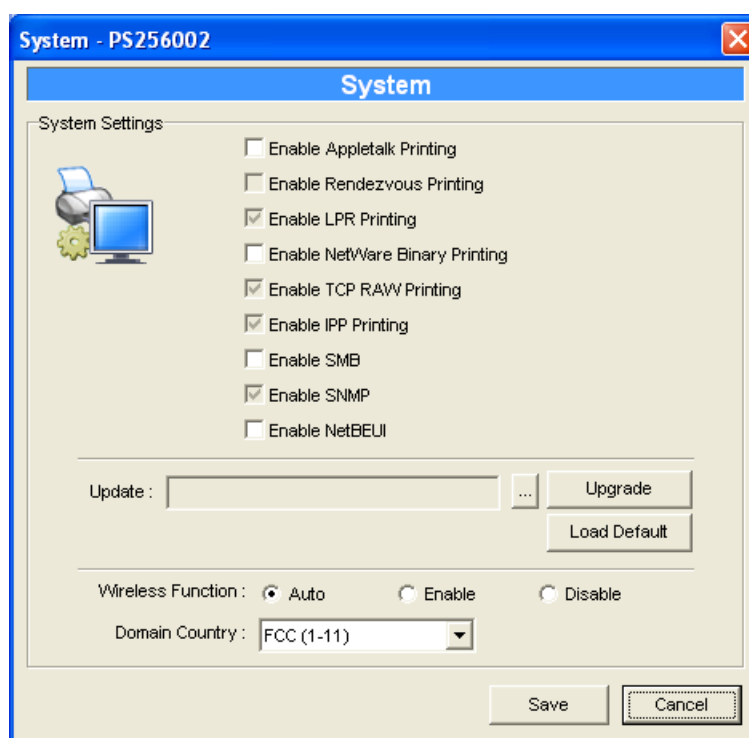 System - PS256002
System
System Settings
Enable Appletalk Printing
Enable Rendezvous Printing
Enable LPR Printing
Enable NetWare Binary Printing
Enable TCP RAW Printing
Enable IPP Printing
Enable SMB
Enable SNMP
Enable NetBEUI
Update : ... Upgrade
Load Default
Wireless Function : Auto Enable Disable
Domain Country : FCC (1-11)
Save Cancel